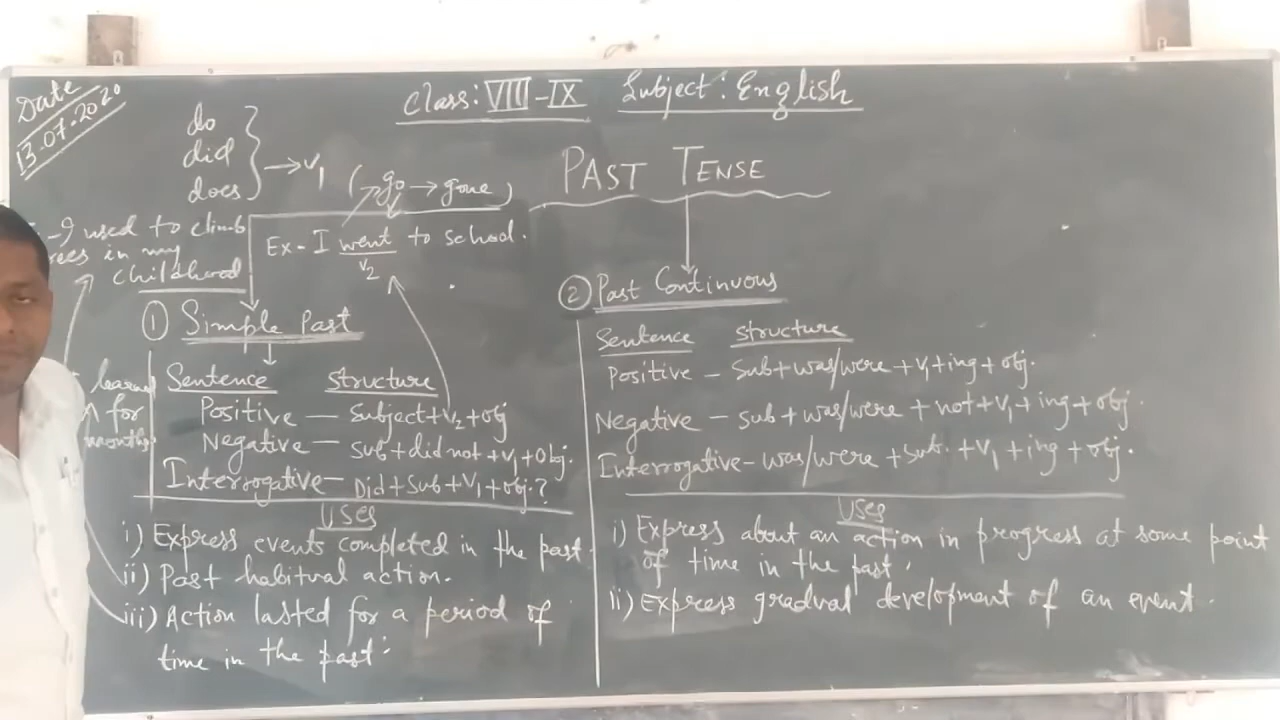 Date
13.07.2020
Class: VIII - IX Subject: English
do
did
does
→ V1 (go → gone)
PAST TENSE
I used to climb
in my
childhood
Ex- I went to school.
V2
① Simple Past
Sentence Structure
Positive — Subject + V2 + obj
Negative — Sub + did not + V1 + Obj.
Interrogative — Did + Sub + V1 + obj.?
for
months
USES
i) Express events completed in the past.
ii) Past habitual action.
iii) Action lasted for a period of
time in the past.
② Past Continuous
Sentence Structure
Positive — Sub + was/were + V1 + ing + obj.
Negative — sub + was/were + not + V1 + ing + obj.
Interrogative - was/were + Sub. + V1 + ing + obj.
USES
i) Express about an action in progress at some point
of time in the past.
ii) Express gradual development of an event.